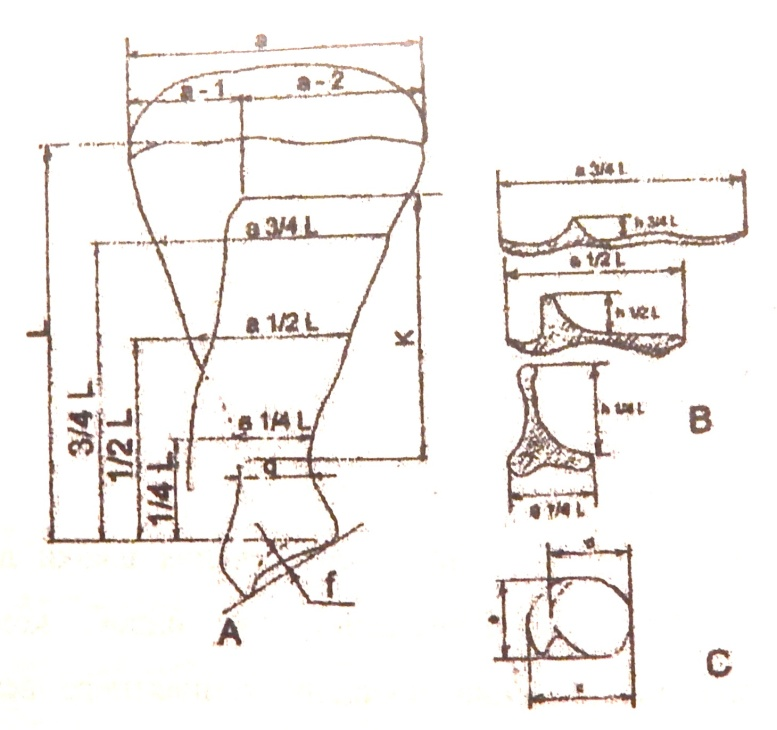 a
a - 1
a - 2
L
3/4 L
1/2 L
1/4 L
a 3/4 L
a 1/2 L
a 1/4 L
K
f
A
a 3/4 L
h 3/4 L
a 1/2 L
h 1/2 L
h 1/4 L
a 1/4 L
B
C